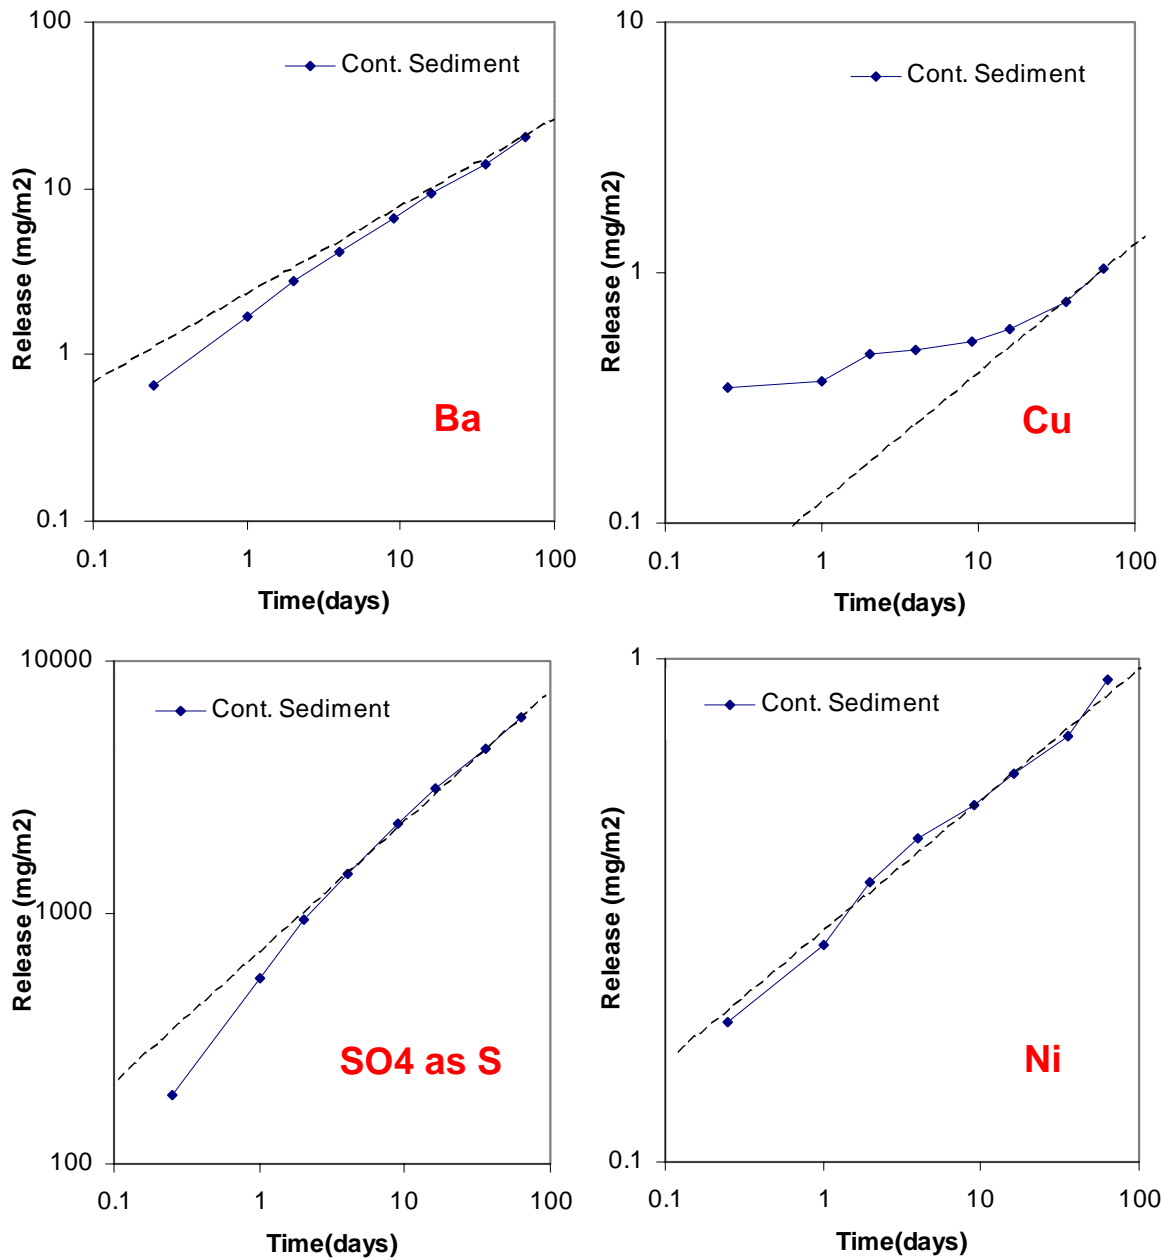 100
10
1
0.1
Release (mg/m2)
Cont. Sediment
Ba
0.1
1
10
100
Time(days)
10
1
0.1
Release (mg/m2)
Cont. Sediment
Cu
0.1
1
10
100
Time(days)
10000
1000
100
Release (mg/m2)
Cont. Sediment
SO4 as S
0.1
1
10
100
Time(days)
1
0.1
Release (mg/m2)
Cont. Sediment
Ni
0.1
1
10
100
Time(days)